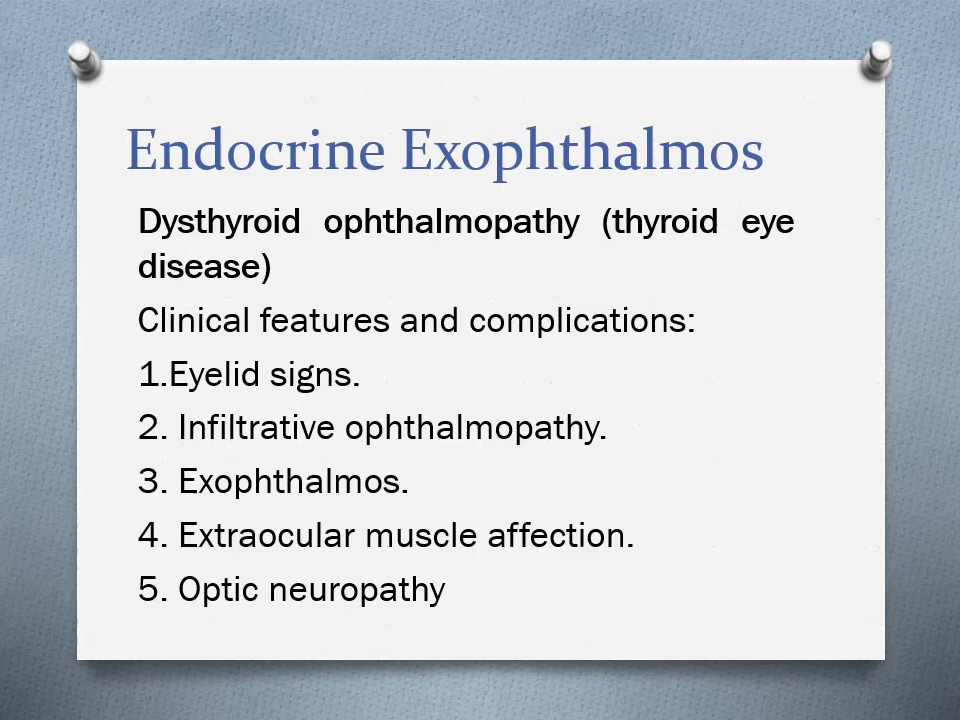 Endocrine Exophthalmos
Dysthyroid ophthalmopathy (thyroid eye
disease)
Clinical features and complications:
1.Eyelid signs.
2. Infiltrative ophthalmopathy.
3. Exophthalmos.
4. Extraocular muscle affection.
5. Optic neuropathy